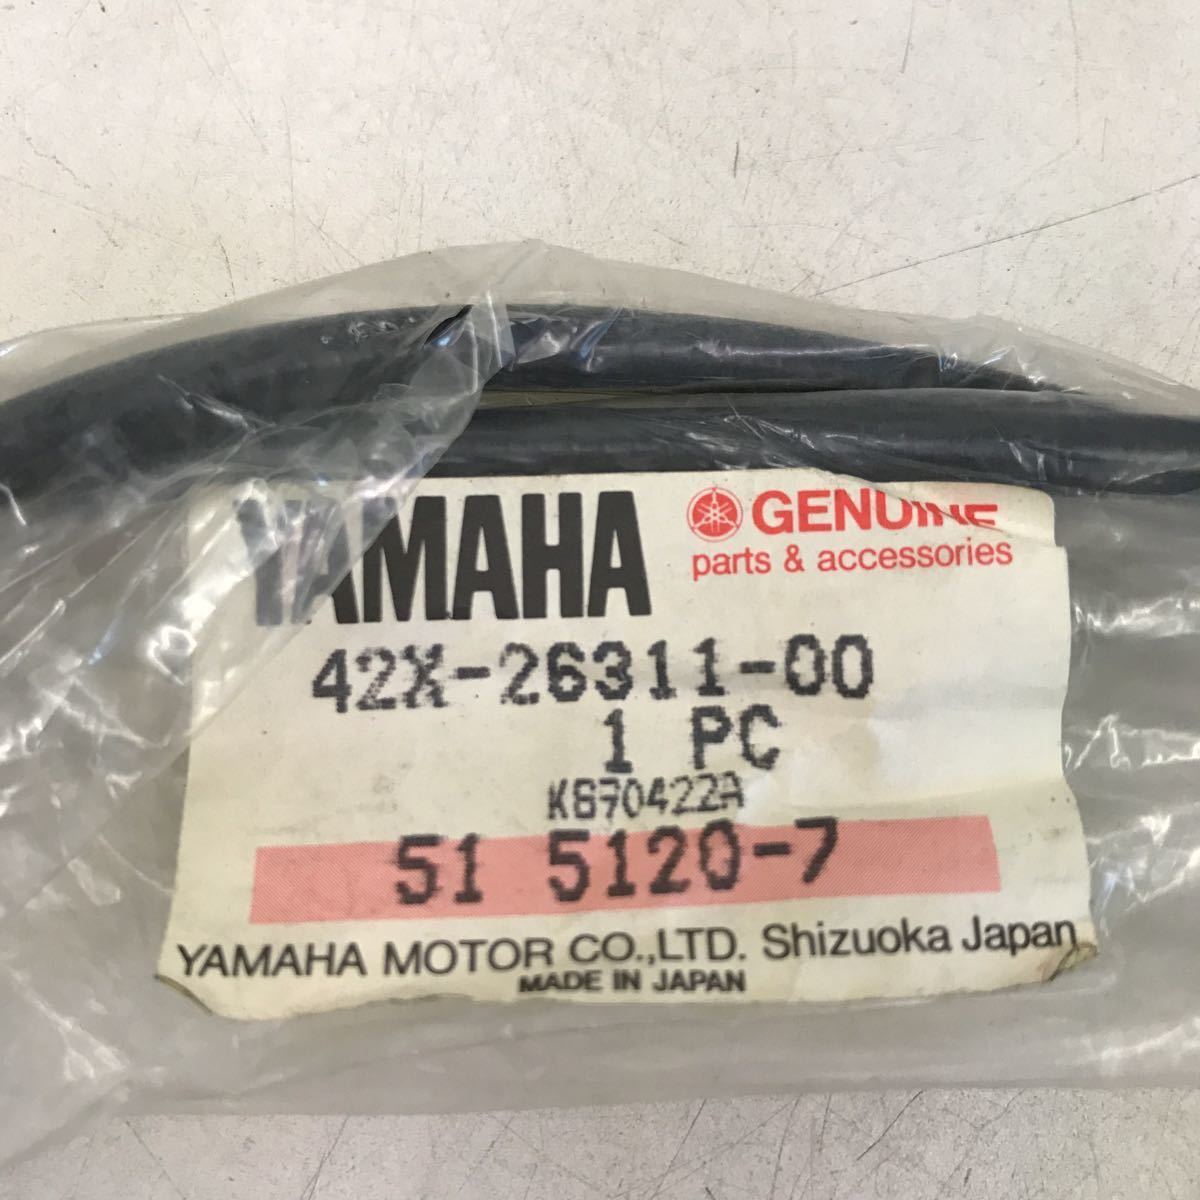 YAMAHA
GENUINE
parts & accessories
42X-26311-00
1 PC
K870422A
51 5120-7
YAMAHA MOTOR CO.,LTD. Shizuoka Japan
MADE IN JAPAN